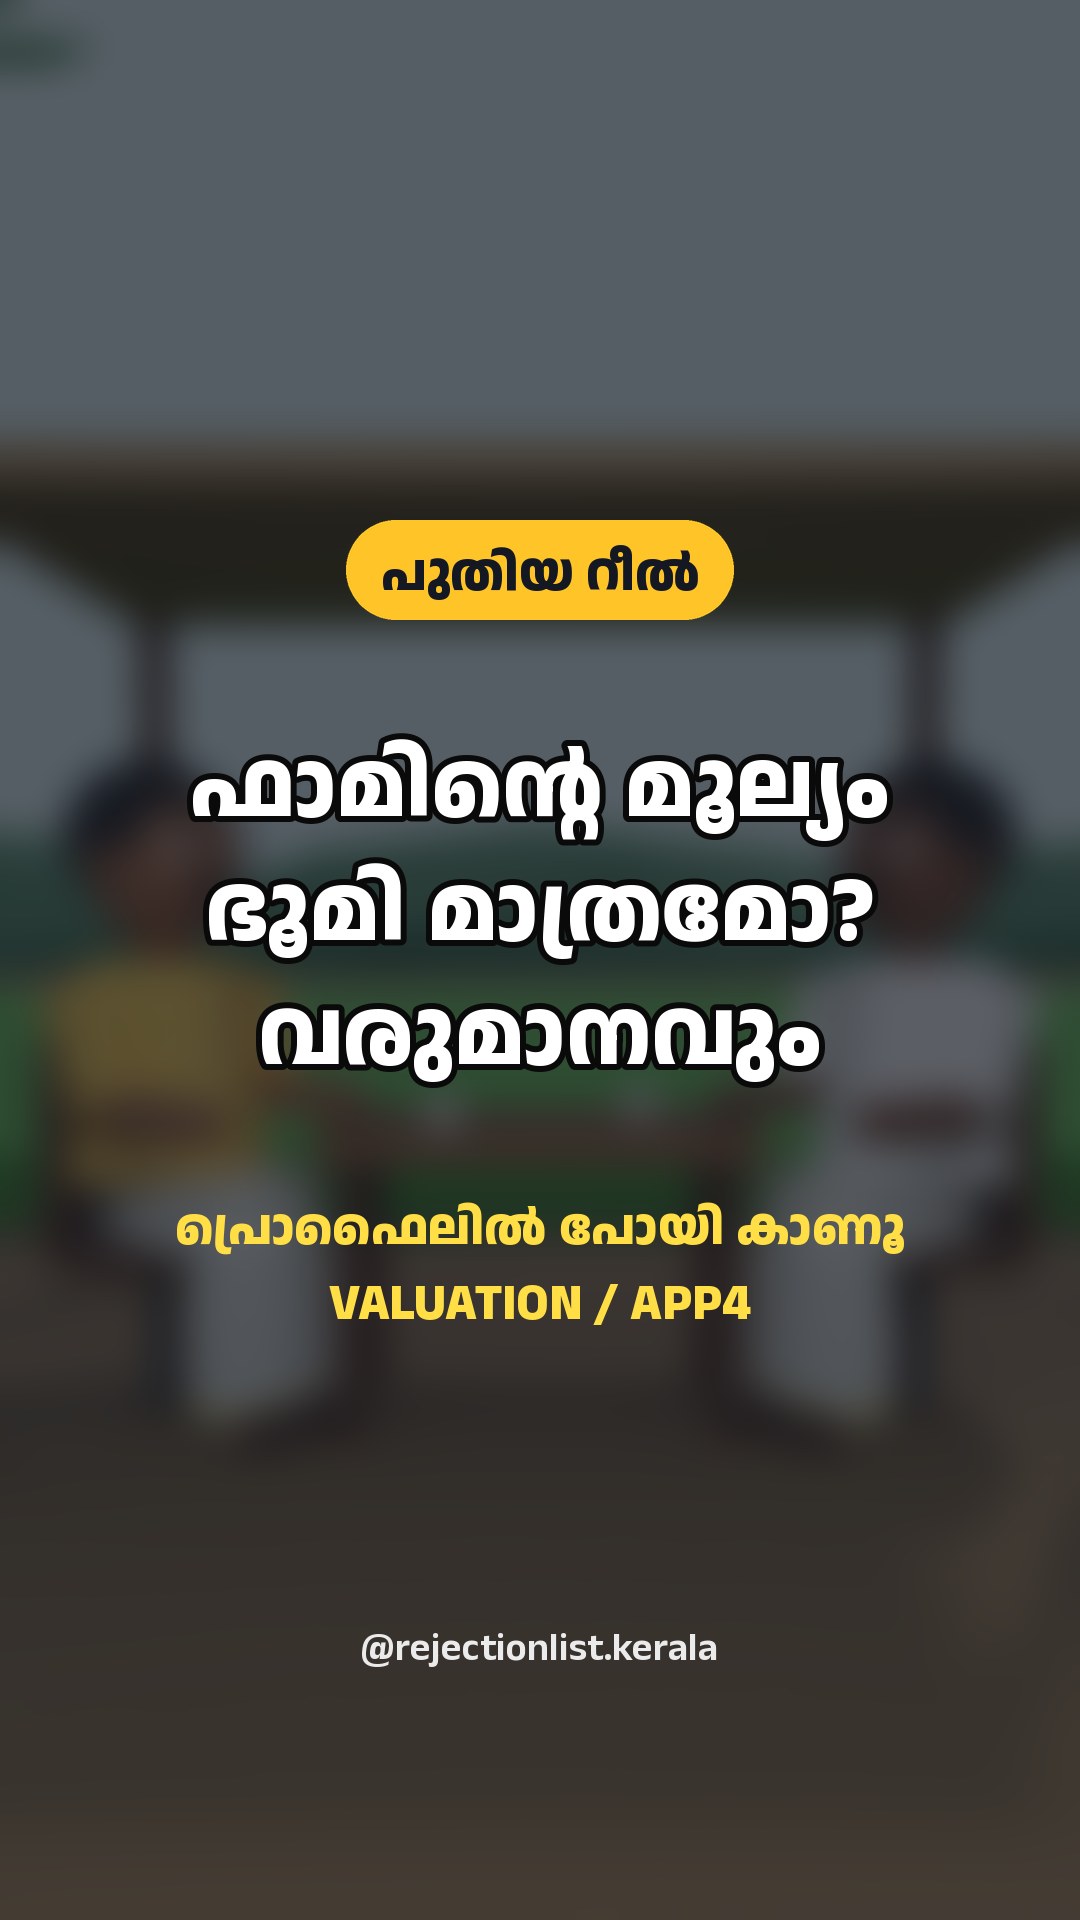 പുതിയ റീൽ
ഫാമിന്റെ മൂല്യം
ഭൂമി മാത്രമോ?
വരുമാനവും
പ്രൊഫൈലിൽ പോയി കാണൂ
VALUATION / APP4
@rejectionlist.kerala